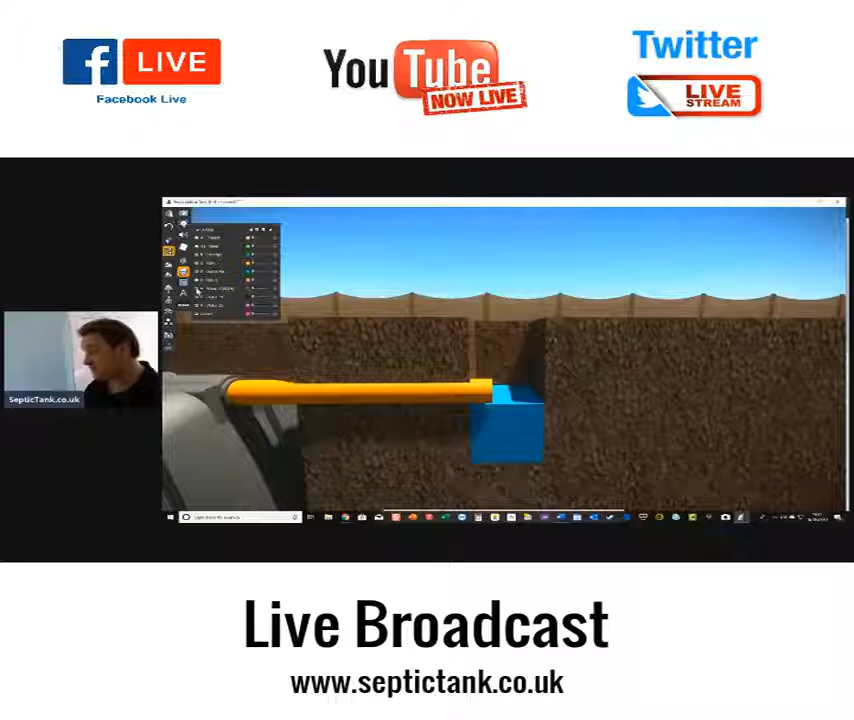 f LIVE
Facebook Live
YouTube
NOW LIVE
Twitter
LIVE
STREAM
SepticTank.co.uk
Live Broadcast
www.septictank.co.uk